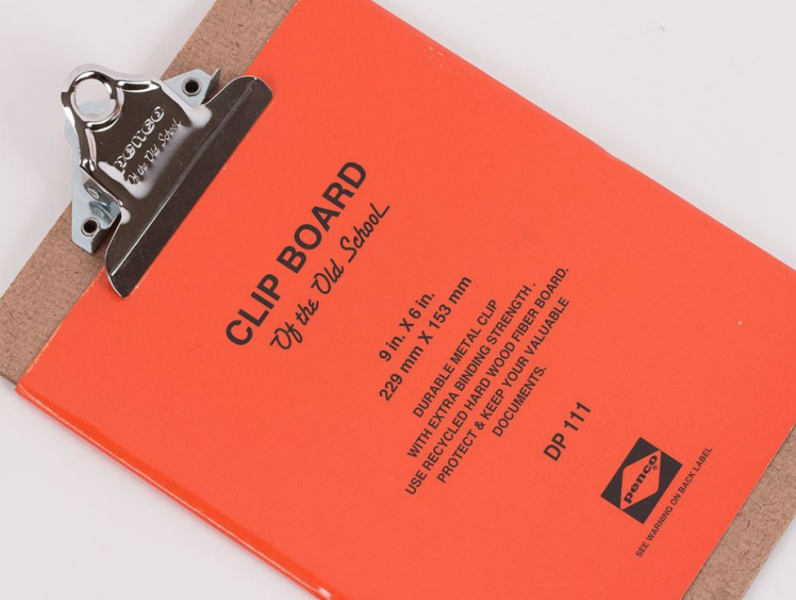 PENCO
Of the Old School
CLIP BOARD
Of the Old School
9 in. X 6 in.
229 mm X 153 mm
DURABLE METAL CLIP
WITH EXTRA BINDING STRENGTH.
USE RECYCLED HARD WOOD FIBER BOARD.
PROTECT & KEEP YOUR VALUABLE
DOCUMENTS.
DP 111
penco®
SEE WARNING ON BACK LABEL